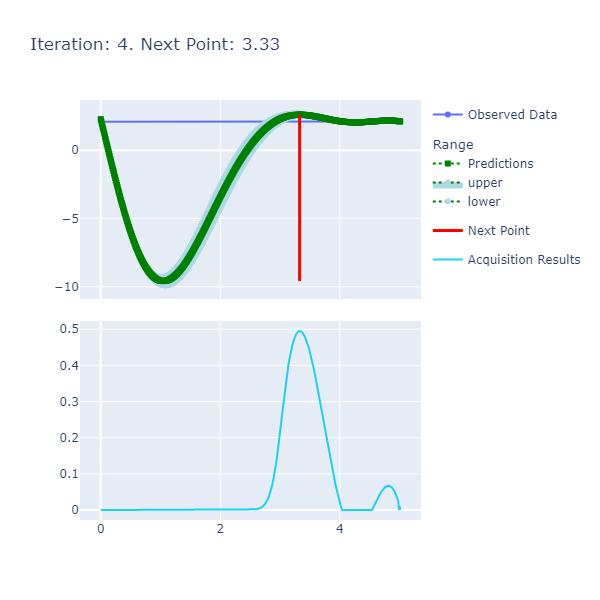 Iteration: 4. Next Point: 3.33
0
−5
−10
Observed Data
Range
Predictions
upper
lower
Next Point
Acquisition Results
0.5
0.4
0.3
0.2
0.1
0
0 2 4